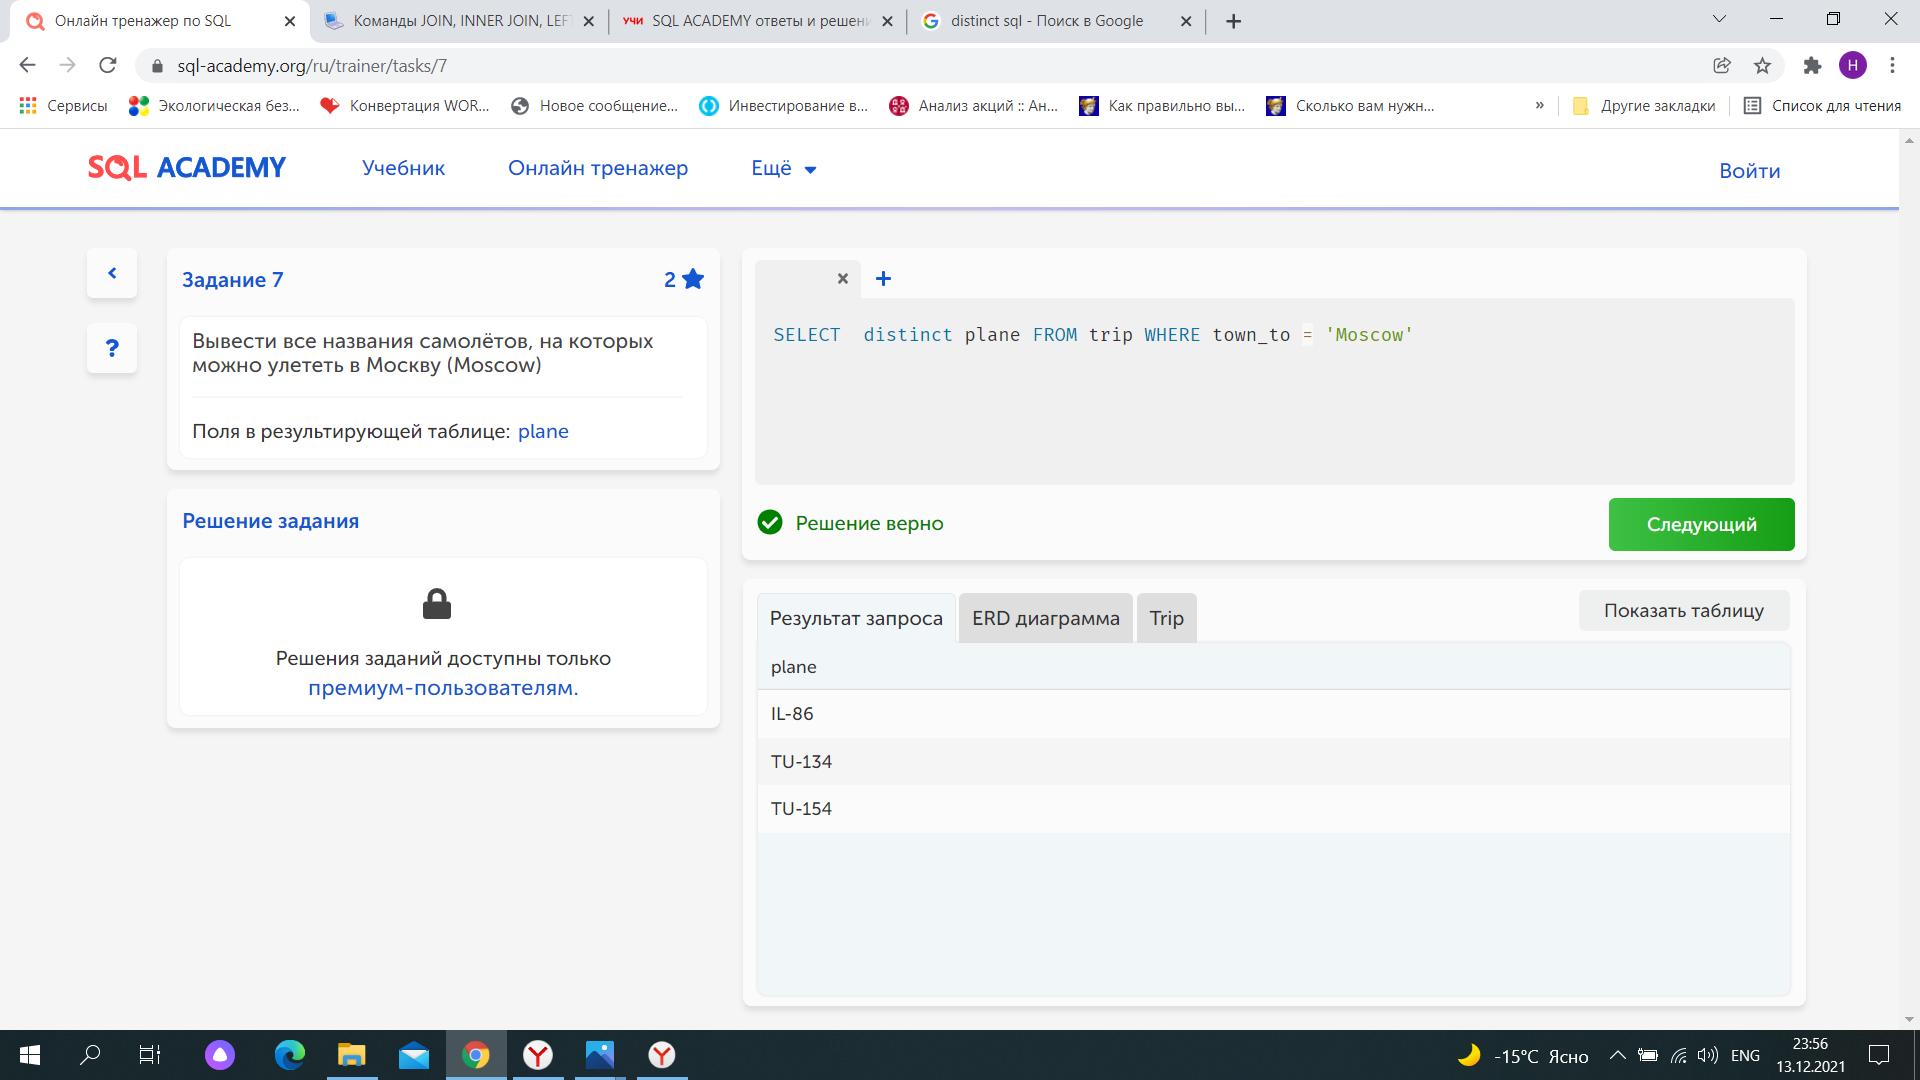 Онлайн тренажер по SQL
Команды JOIN, INNER JOIN, LEF
УЧИ SQL ACADEMY ответы и решени
distinct sql - Поиск в Google
sql-academy.org/ru/trainer/tasks/7
Н
Сервисы
Экологическая без...
Конвертация WOR...
Новое сообщение...
Инвестирование в...
Анализ акций :: Ан...
Как правильно вы...
Сколько вам нужн...
»
Другие закладки
Список для чтения
SQL ACADEMY
Учебник
Онлайн тренажер
Ещё
Войти
Задание 7
2
Вывести все названия самолётов, на которых
можно улететь в Москву (Moscow)
Поля в результирующей таблице: plane
Решение задания
Решения заданий доступны только
премиум-пользователям.
SELECT distinct plane FROM trip WHERE town_to = 'Moscow'
Решение верно
Следующий
Результат запроса
ERD диаграмма
Trip
Показать таблицу
plane
IL-86
TU-134
TU-154
-15°C Ясно
ENG
23:56
13.12.2021